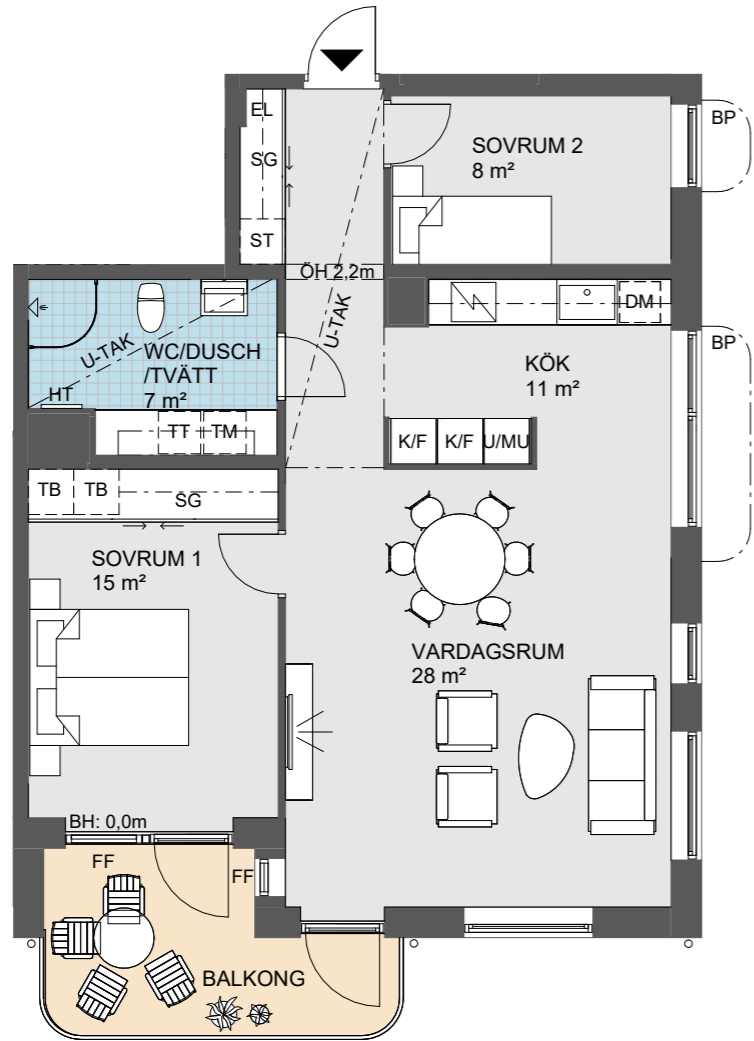 EL
SG
ST
SOVRUM 2
8 m²
BP
ÖH 2,2m
U-TAK
U-TAK
WC/DUSCH
/TVÄTT
7 m²
HT
TT
TM
DM
KÖK
11 m²
BP
K/F
K/F
U/MU
TB
TB
SG
SOVRUM 1
15 m²
VARDAGSRUM
28 m²
BH: 0,0m
FF
FF
BALKONG